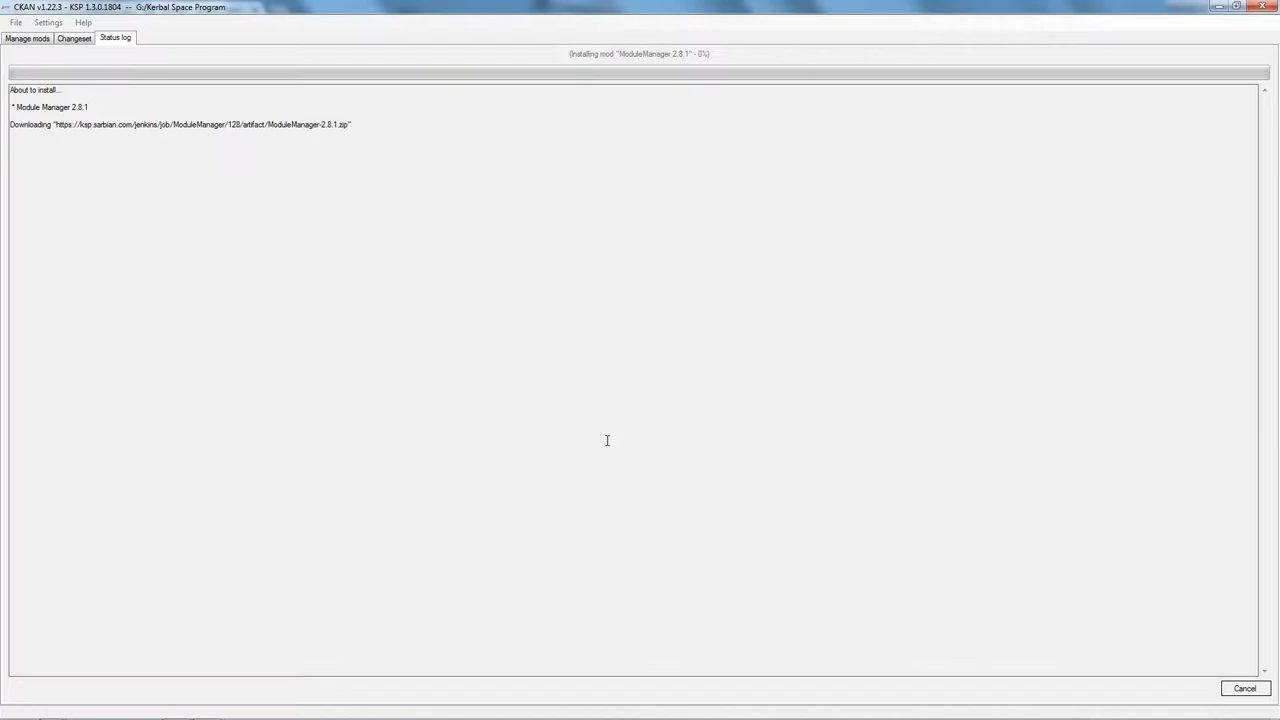 CKAN v1.22.3 - KSP 1.3.0.1804 -- G:/Kerbal Space Program
File Settings Help
Manage mods Changeset Status log
(Installing mod "ModuleManager 2.8.1" - 0%)
About to install...
* Module Manager 2.8.1
Downloading "https://ksp.sarbian.com/jenkins/job/ModuleManager/128/artifact/ModuleManager-2.8.1.zip"
Cancel